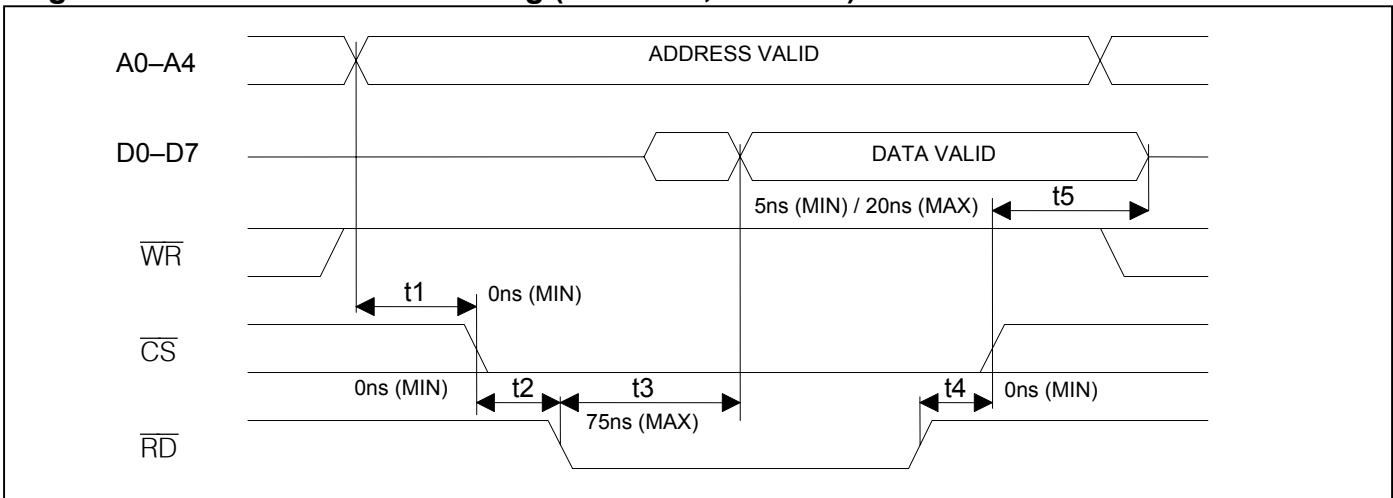 A0–A4
ADDRESS VALID
D0–D7
DATA VALID
5ns (MIN) / 20ns (MAX)
t5
WR
t1
0ns (MIN)
CS
0ns (MIN)
t2
t3
t4
0ns (MIN)
75ns (MAX)
RD